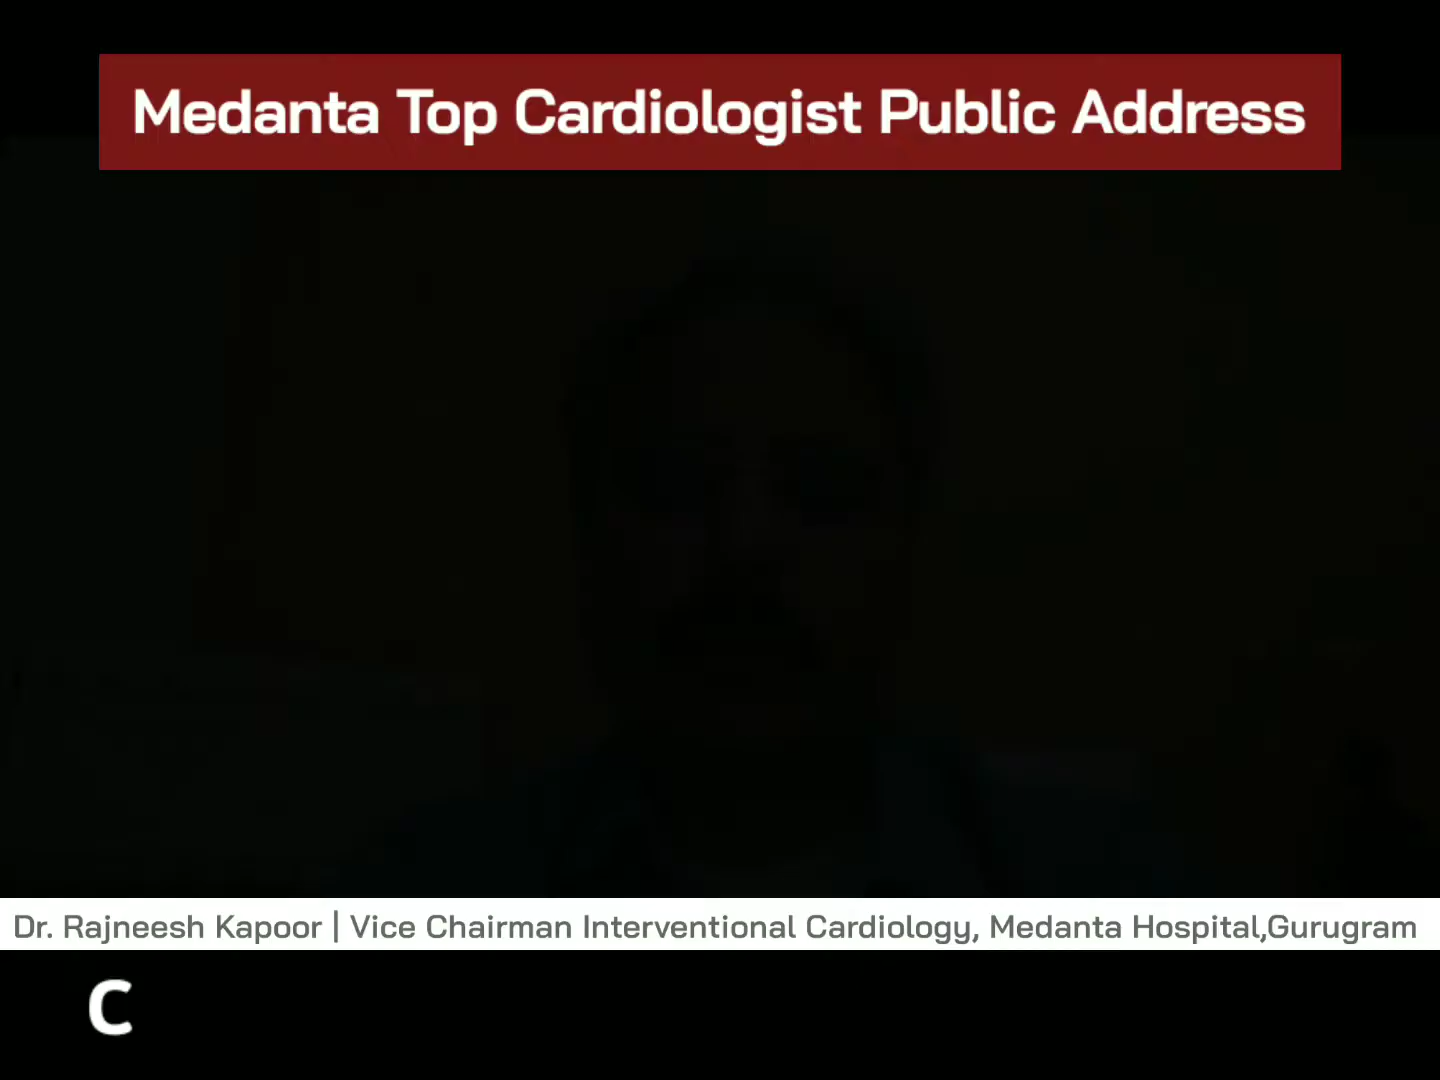 Medanta Top Cardiologist Public Address
Dr. Rajneesh Kapoor | Vice Chairman Interventional Cardiology, Medanta Hospital,Gurugram
C